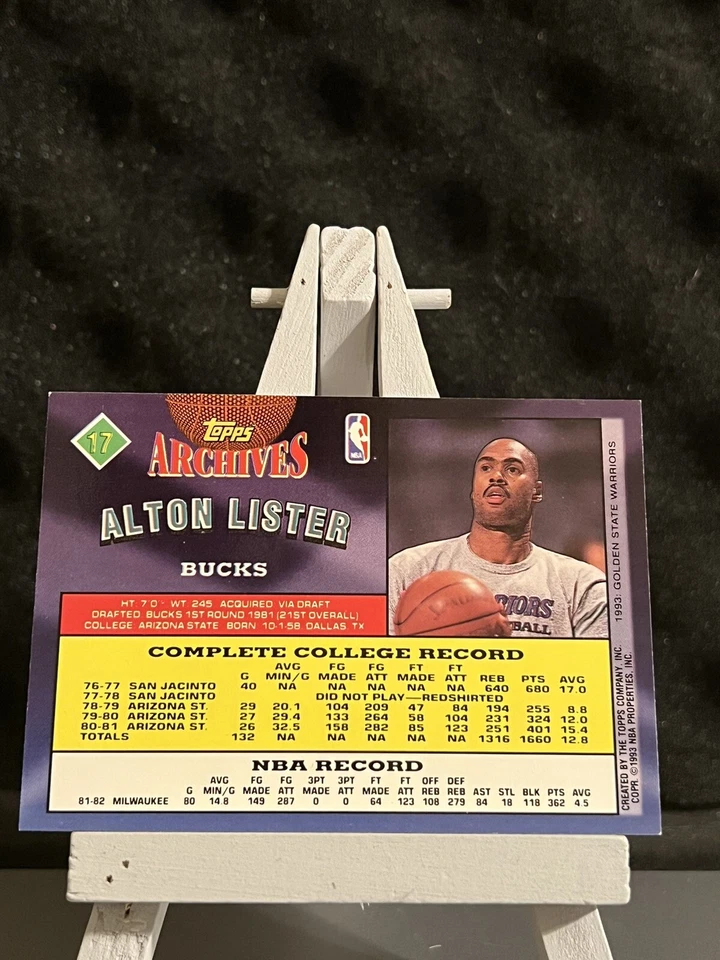 17
TOPPS
ARCHIVES
NBA
ALTON LISTER
BUCKS
HT: 7'0" WT: 245 ACQUIRED: VIA DRAFT
DRAFTED: BUCKS 1ST ROUND 1981 (21ST OVERALL)
COLLEGE: ARIZONA STATE BORN: 10-1-58, DALLAS, TX
1993: GOLDEN STATE WARRIORS
COMPLETE COLLEGE RECORD
AVG FG FG FT FT
G MIN/G MADE ATT MADE ATT REB PTS AVG
76-77 SAN JACINTO 40 NA NA NA NA NA 640 680 17.0
77-78 SAN JACINTO DID NOT PLAY—REDSHIRTED
78-79 ARIZONA ST. 29 20.1 104 209 47 84 194 255 8.8
79-80 ARIZONA ST. 27 29.4 133 264 58 104 231 324 12.0
80-81 ARIZONA ST. 26 32.5 158 282 85 123 251 401 15.4
TOTALS 132 NA NA NA NA NA 1316 1660 12.8
NBA RECORD
AVG FG FG 3PT 3PT FT FT OFF DEF
G MIN/G MADE ATT MADE ATT MADE ATT REB REB AST STL BLK PTS AVG
81-82 MILWAUKEE 80 14.8 149 287 0 0 64 123 108 279 84 18 118 362 4.5
CREATED BY THE TOPPS COMPANY, INC.
COPR. ©1993 NBA PROPERTIES, INC.